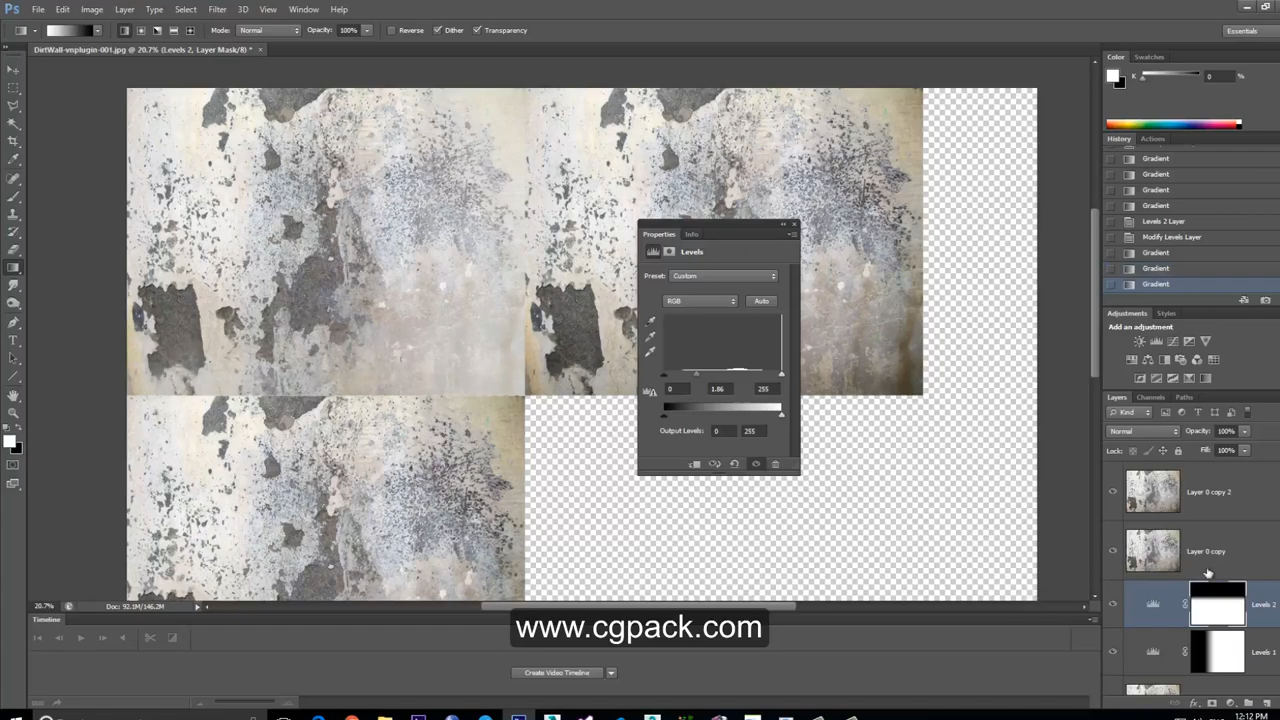 Ps File Edit Image Layer Type Select Filter 3D View Window Help
Mode: Normal Opacity: 100% Reverse Dither Transparency Essentials
DirtWall-vnplugin-001.jpg @ 20.7% (Levels 2, Layer Mask/8) * ×
Color Swatches
K 0 %
History Actions
Gradient
Gradient
Gradient
Gradient
Levels 2 Layer
Modify Levels Layer
Gradient
Gradient
Gradient
Properties Info
Levels
Preset: Custom
RGB Auto
0 1.86 255
Output Levels: 0 255
Adjustments Styles
Add an adjustment
Layers Channels Paths
Kind
Normal Opacity: 100%
Lock: Fill: 100%
Layer 0 copy 2
Layer 0 copy
Levels 2
Levels 1
20.7% Doc: 92.1M/146.2M
Timeline
www.cgpack.com
Create Video Timeline
12:12 PM